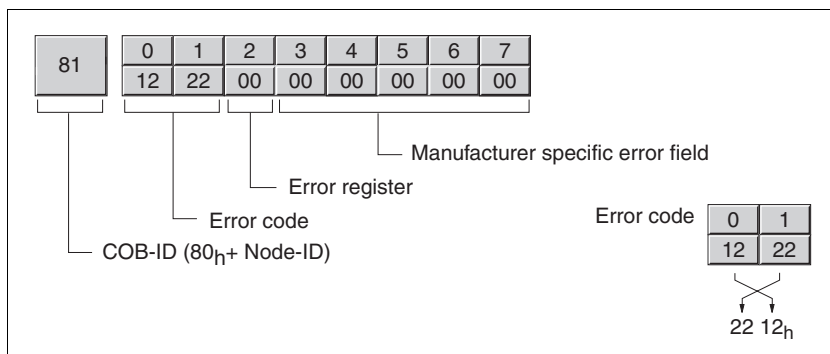 81
0 1 2 3 4 5 6 7
12 22 00 00 00 00 00 00
Manufacturer specific error field
Error register
Error code
COB-ID (80h+ Node-ID)
Error code
0 1
12 22
22 12h